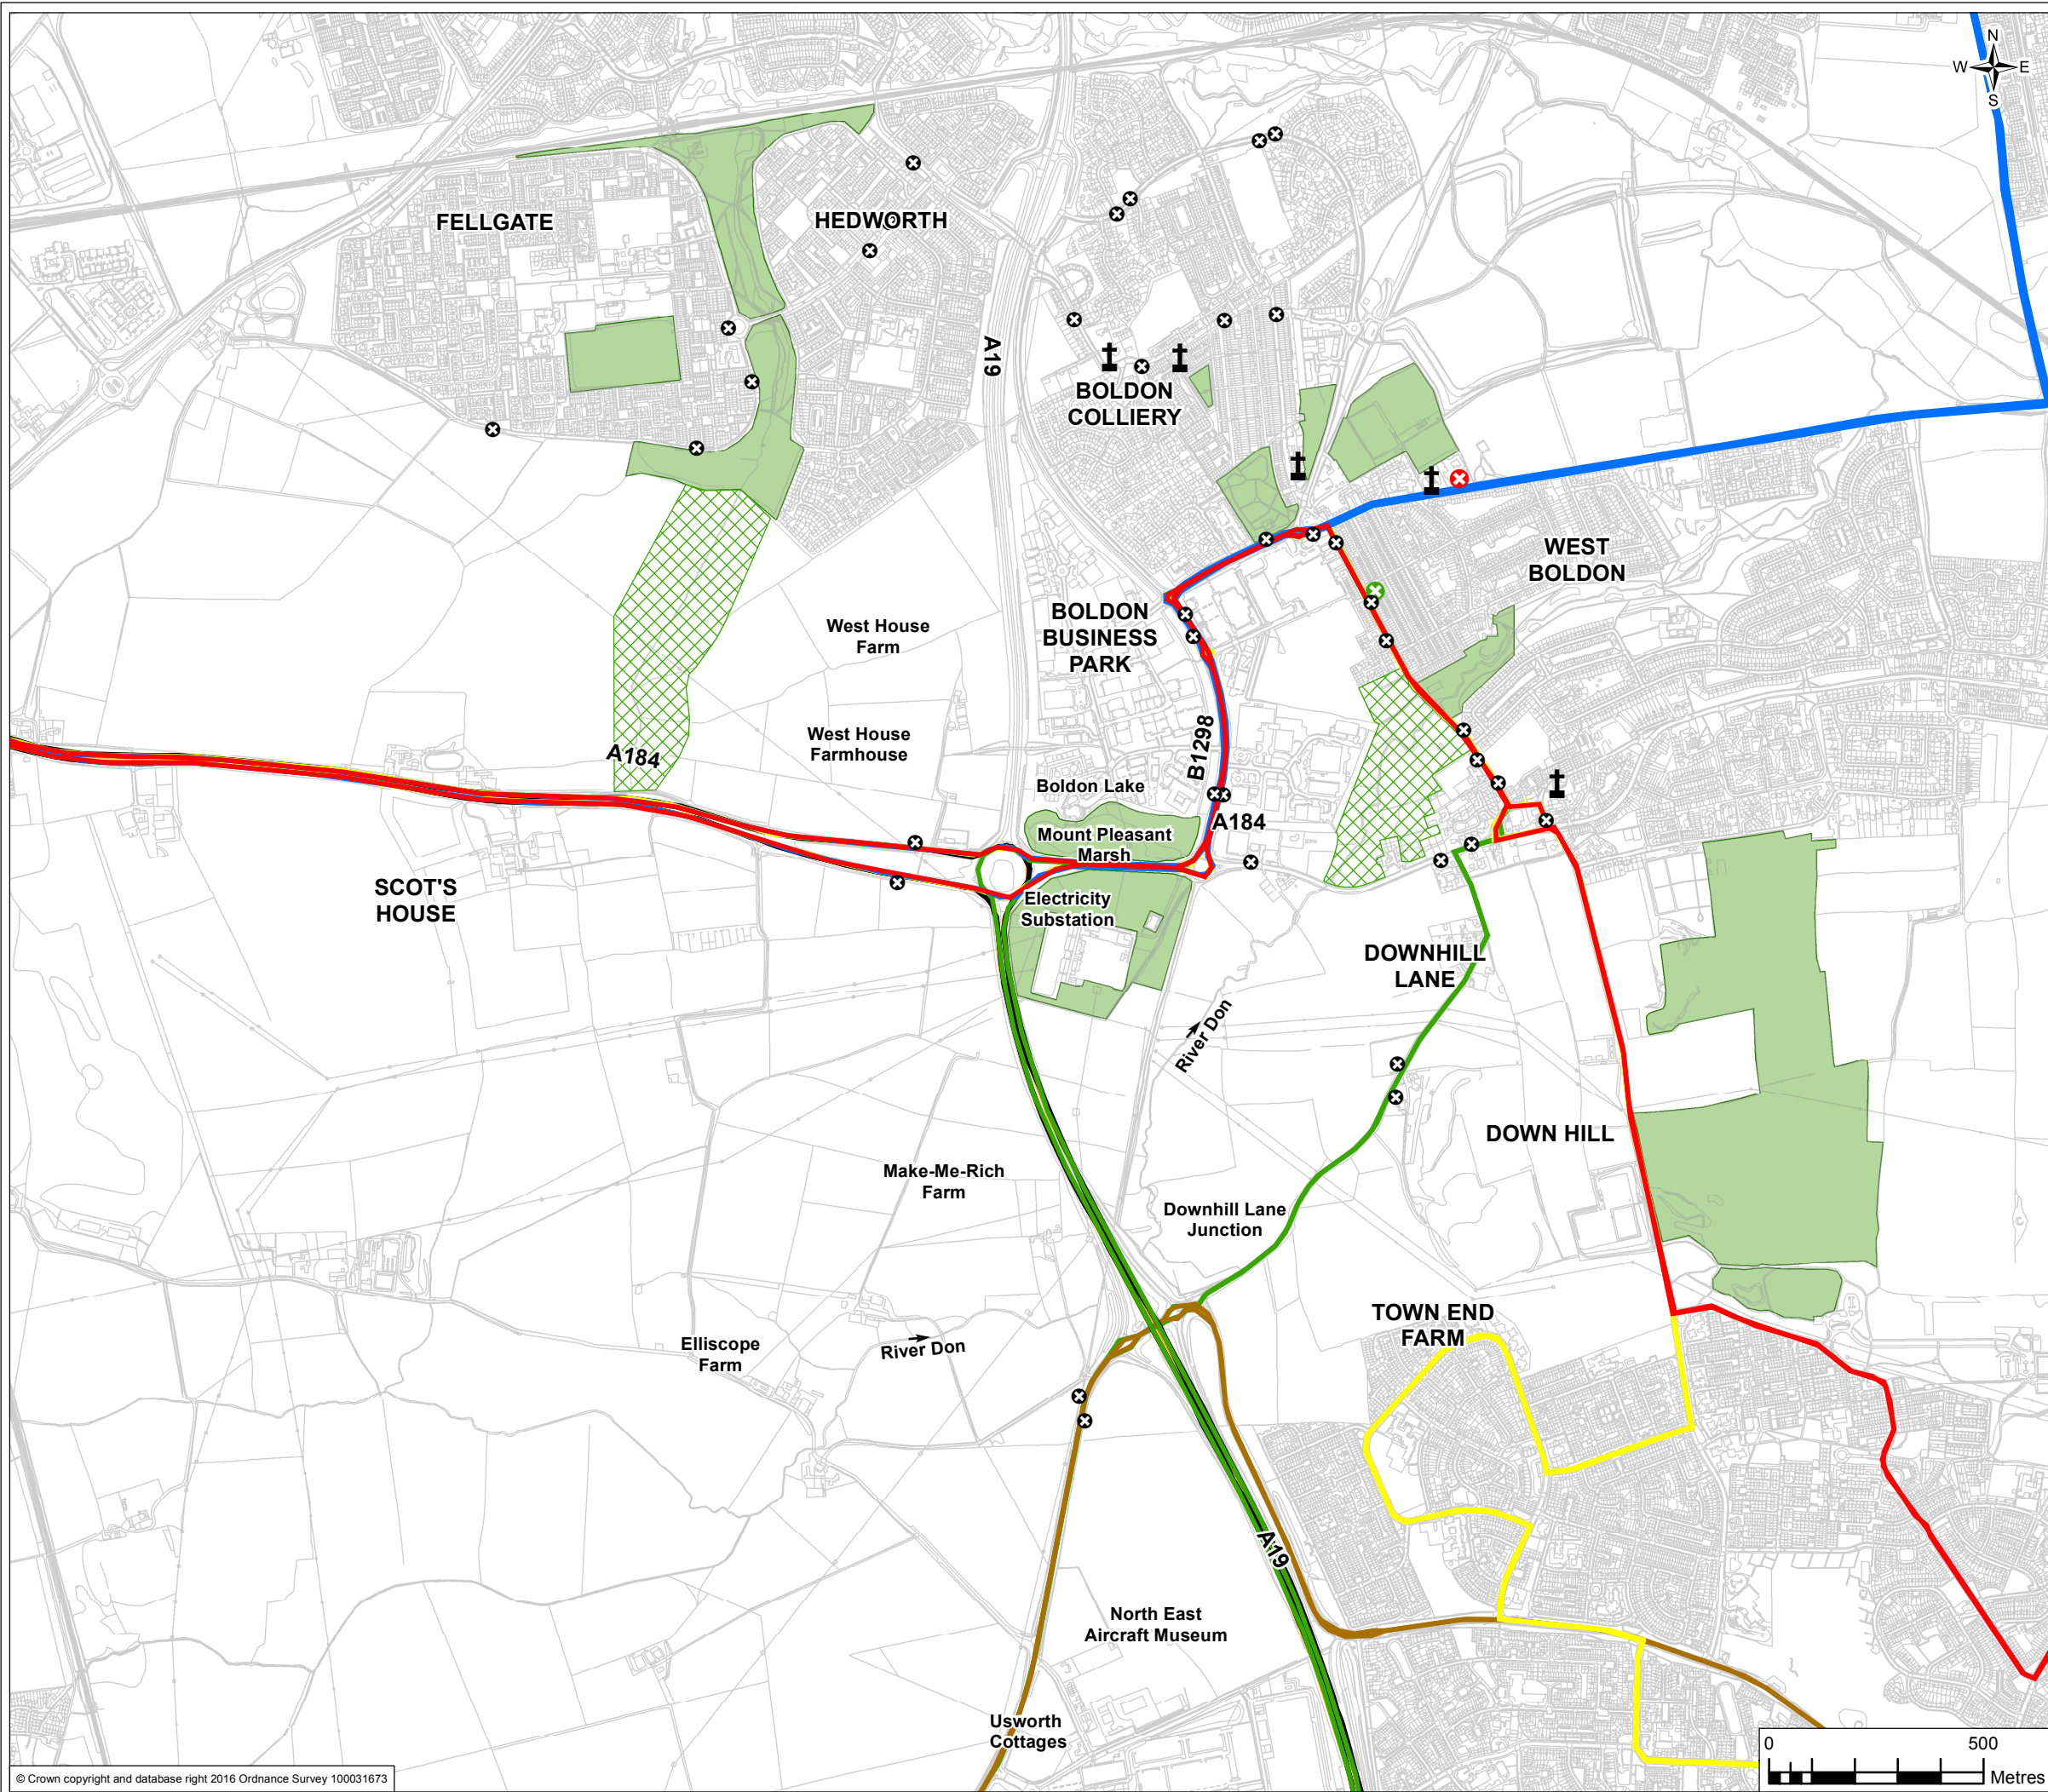 N
W E
S
FELLGATE
HEDWORTH
A19
BOLDON
COLLIERY
WEST
BOLDON
BOLDON
BUSINESS
PARK
West House
Farm
West House
Farmhouse
A184
B1298
Boldon Lake
A184
Mount Pleasant
Marsh
SCOT'S
HOUSE
Electricity
Substation
DOWNHILL
LANE
River Don
DOWN HILL
Make-Me-Rich
Farm
Downhill Lane
Junction
TOWN END
FARM
Elliscope
Farm
River Don
A19
North East
Aircraft Museum
Usworth
Cottages
0 500
Metres
© Crown copyright and database right 2016 Ordnance Survey 100031673